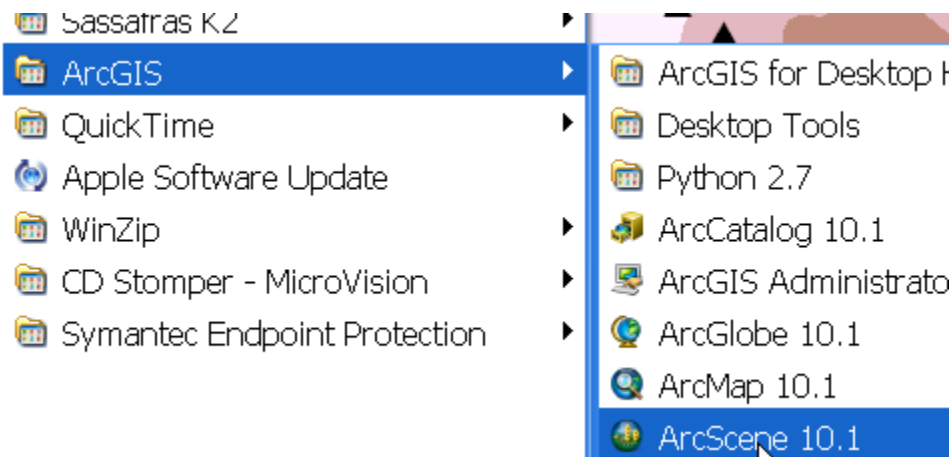 Sassafras K2
ArcGIS
QuickTime
Apple Software Update
WinZip
CD Stomper - MicroVision
Symantec Endpoint Protection
ArcGIS for Desktop H
Desktop Tools
Python 2.7
ArcCatalog 10.1
ArcGIS Administrato
ArcGlobe 10.1
ArcMap 10.1
ArcScene 10.1